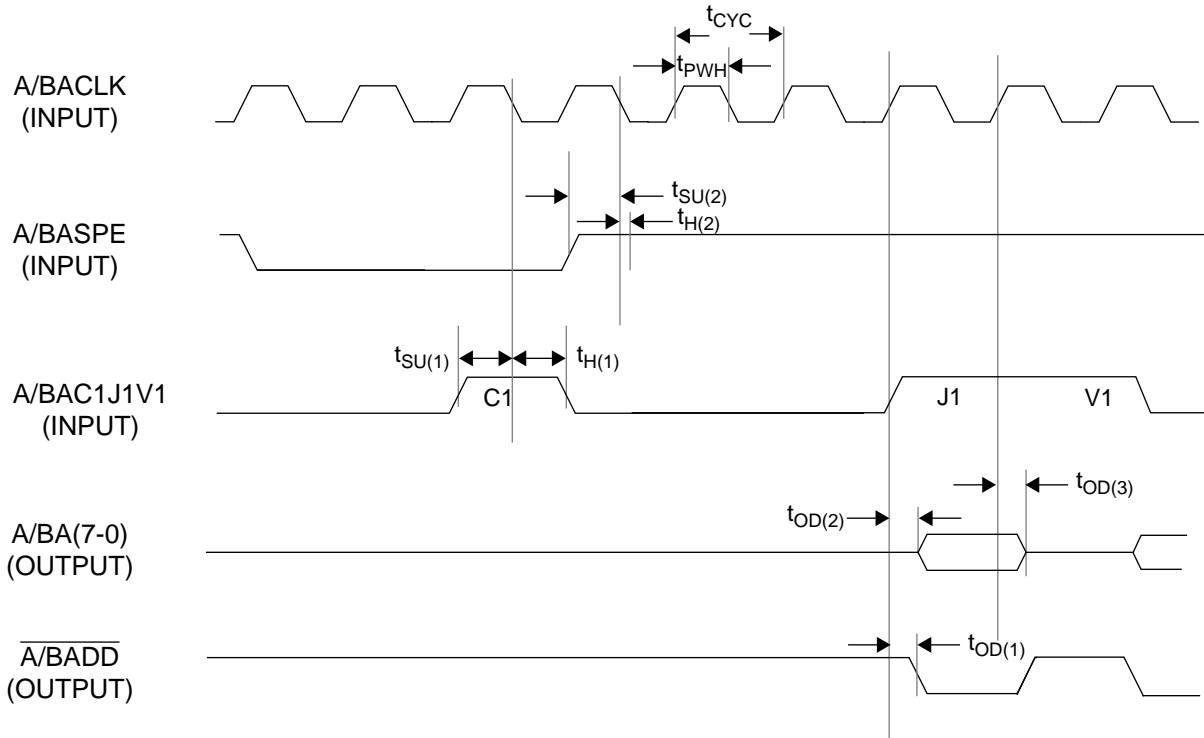 tCYC
tPWH
A/BACLK
(INPUT)
tSU(2)
tH(2)
A/BASPE
(INPUT)
tSU(1)
tH(1)
A/BAC1J1V1
(INPUT)
C1
J1
V1
tOD(3)
tOD(2)
A/BA(7-0)
(OUTPUT)
A/BADD
(OUTPUT)
tOD(1)